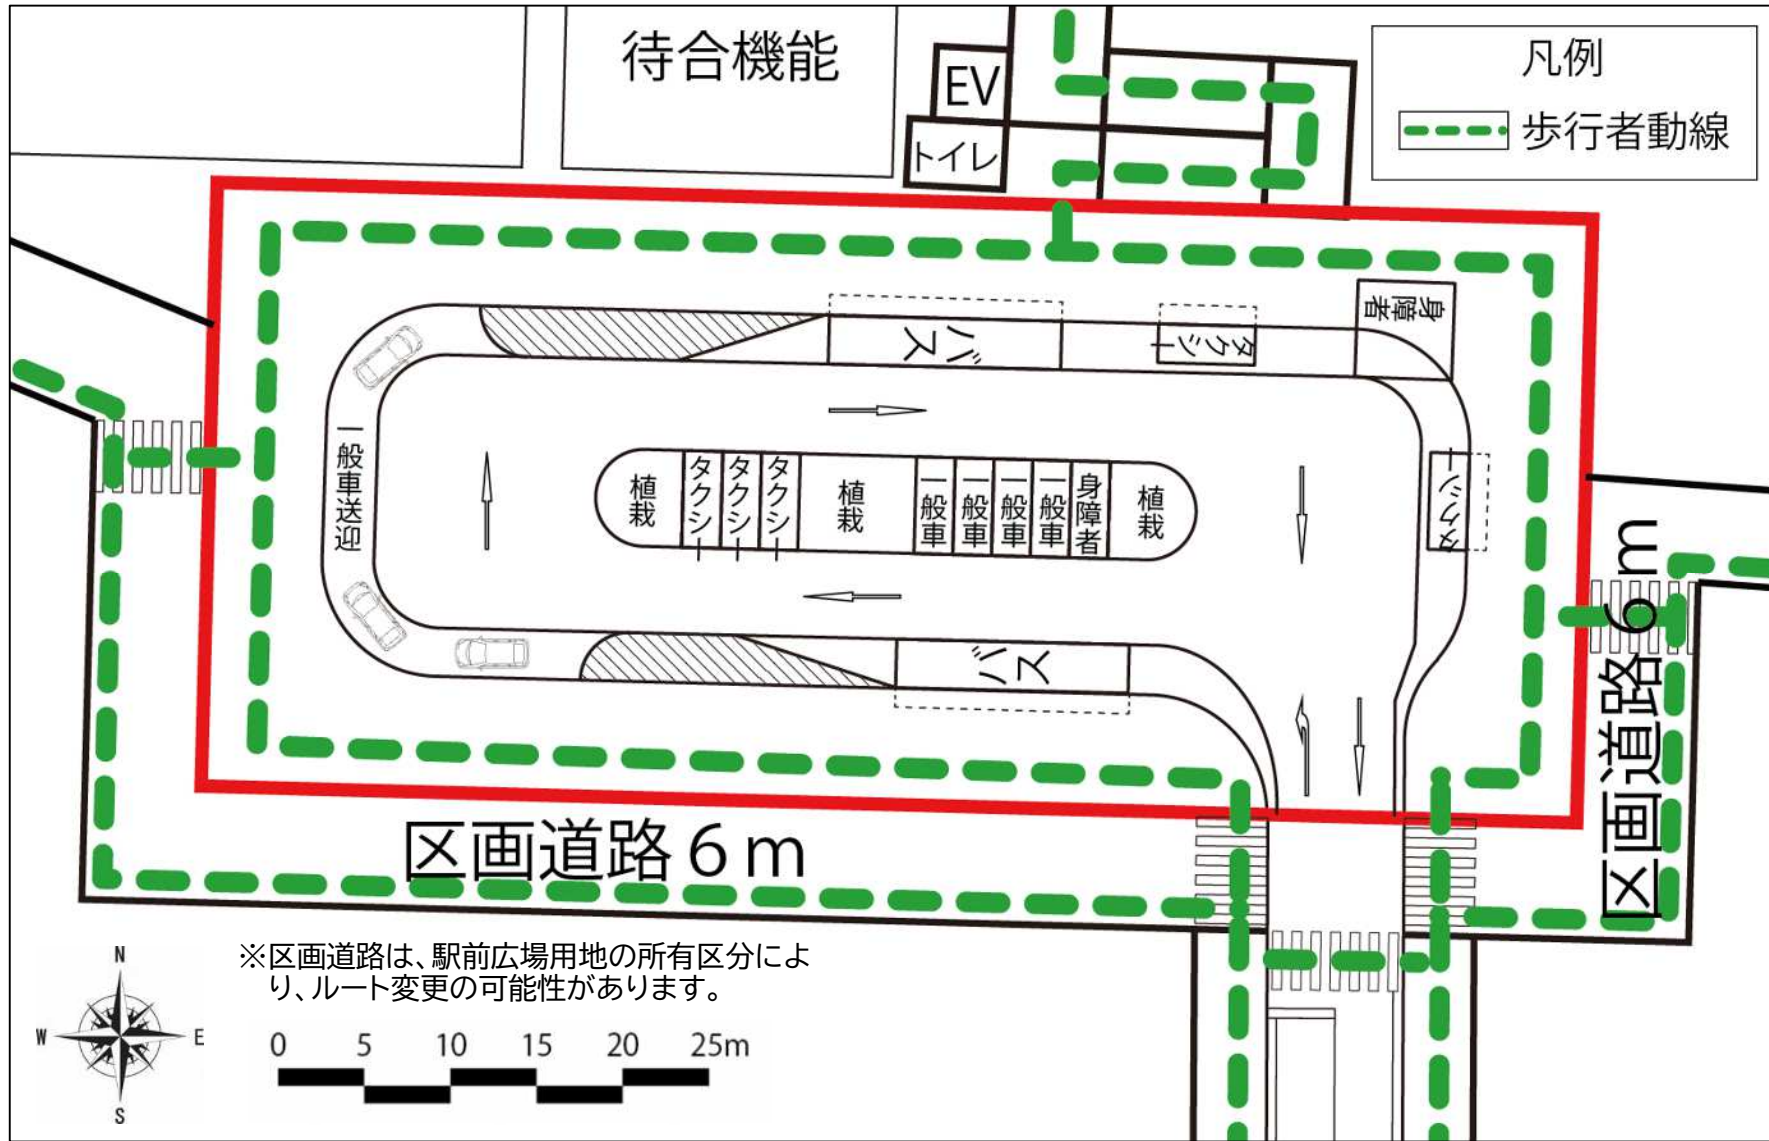 待合機能
EV
トイレ
凡例
歩行者動線
身障者
バス
タクシー
一般車送迎
植栽
タクシー
タクシー
タクシー
植栽
一般車
一般車
一般車
一般車
身障者
植栽
タクシー
バス
区画道路6m
区画道路6m
※区画道路は、駅前広場用地の所有区分によ
り、ルート変更の可能性があります。
N
W
E
S
0 5 10 15 20 25m